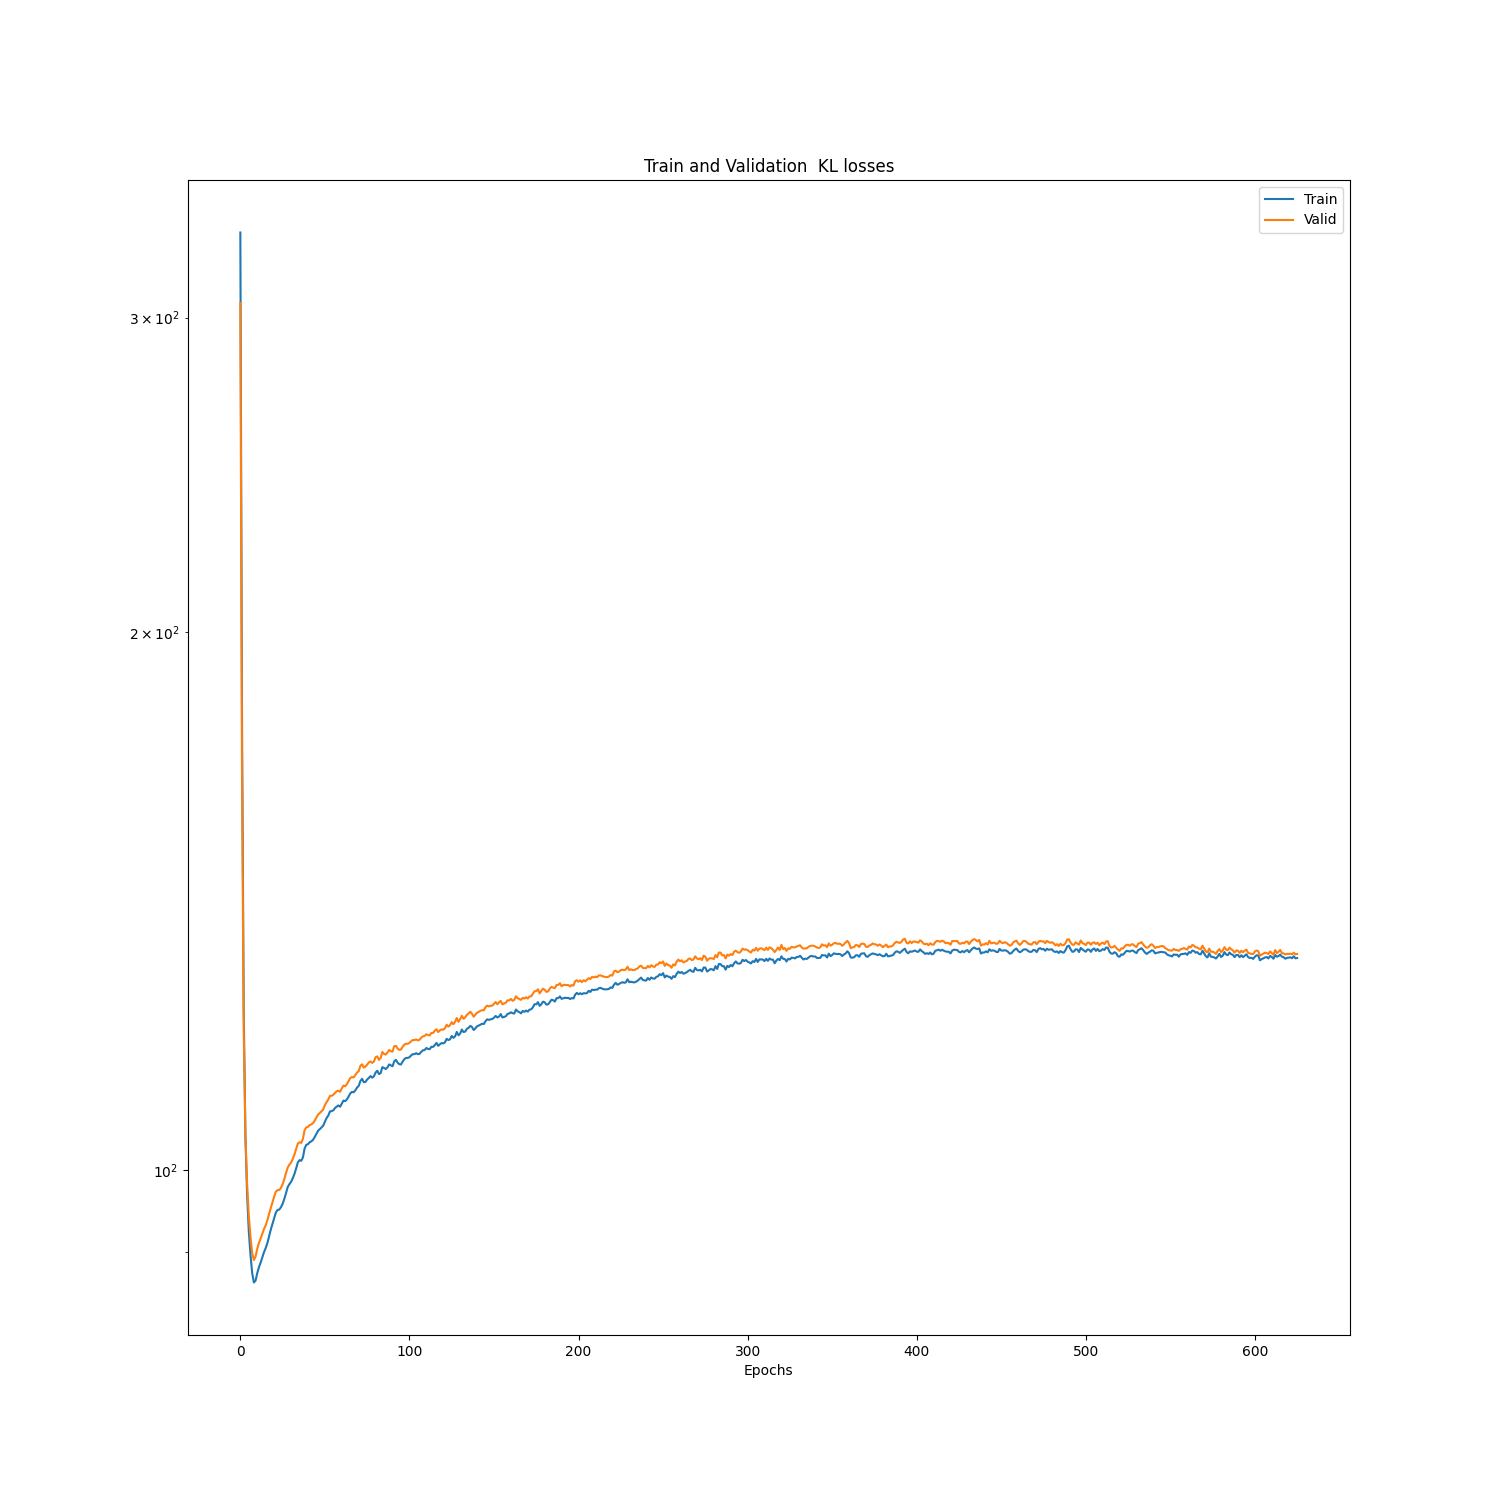 Train and Validation  KL losses
Train
Valid
3 × 10²
2 × 10²
10²
0 100 200 300 400 500 600
Epochs